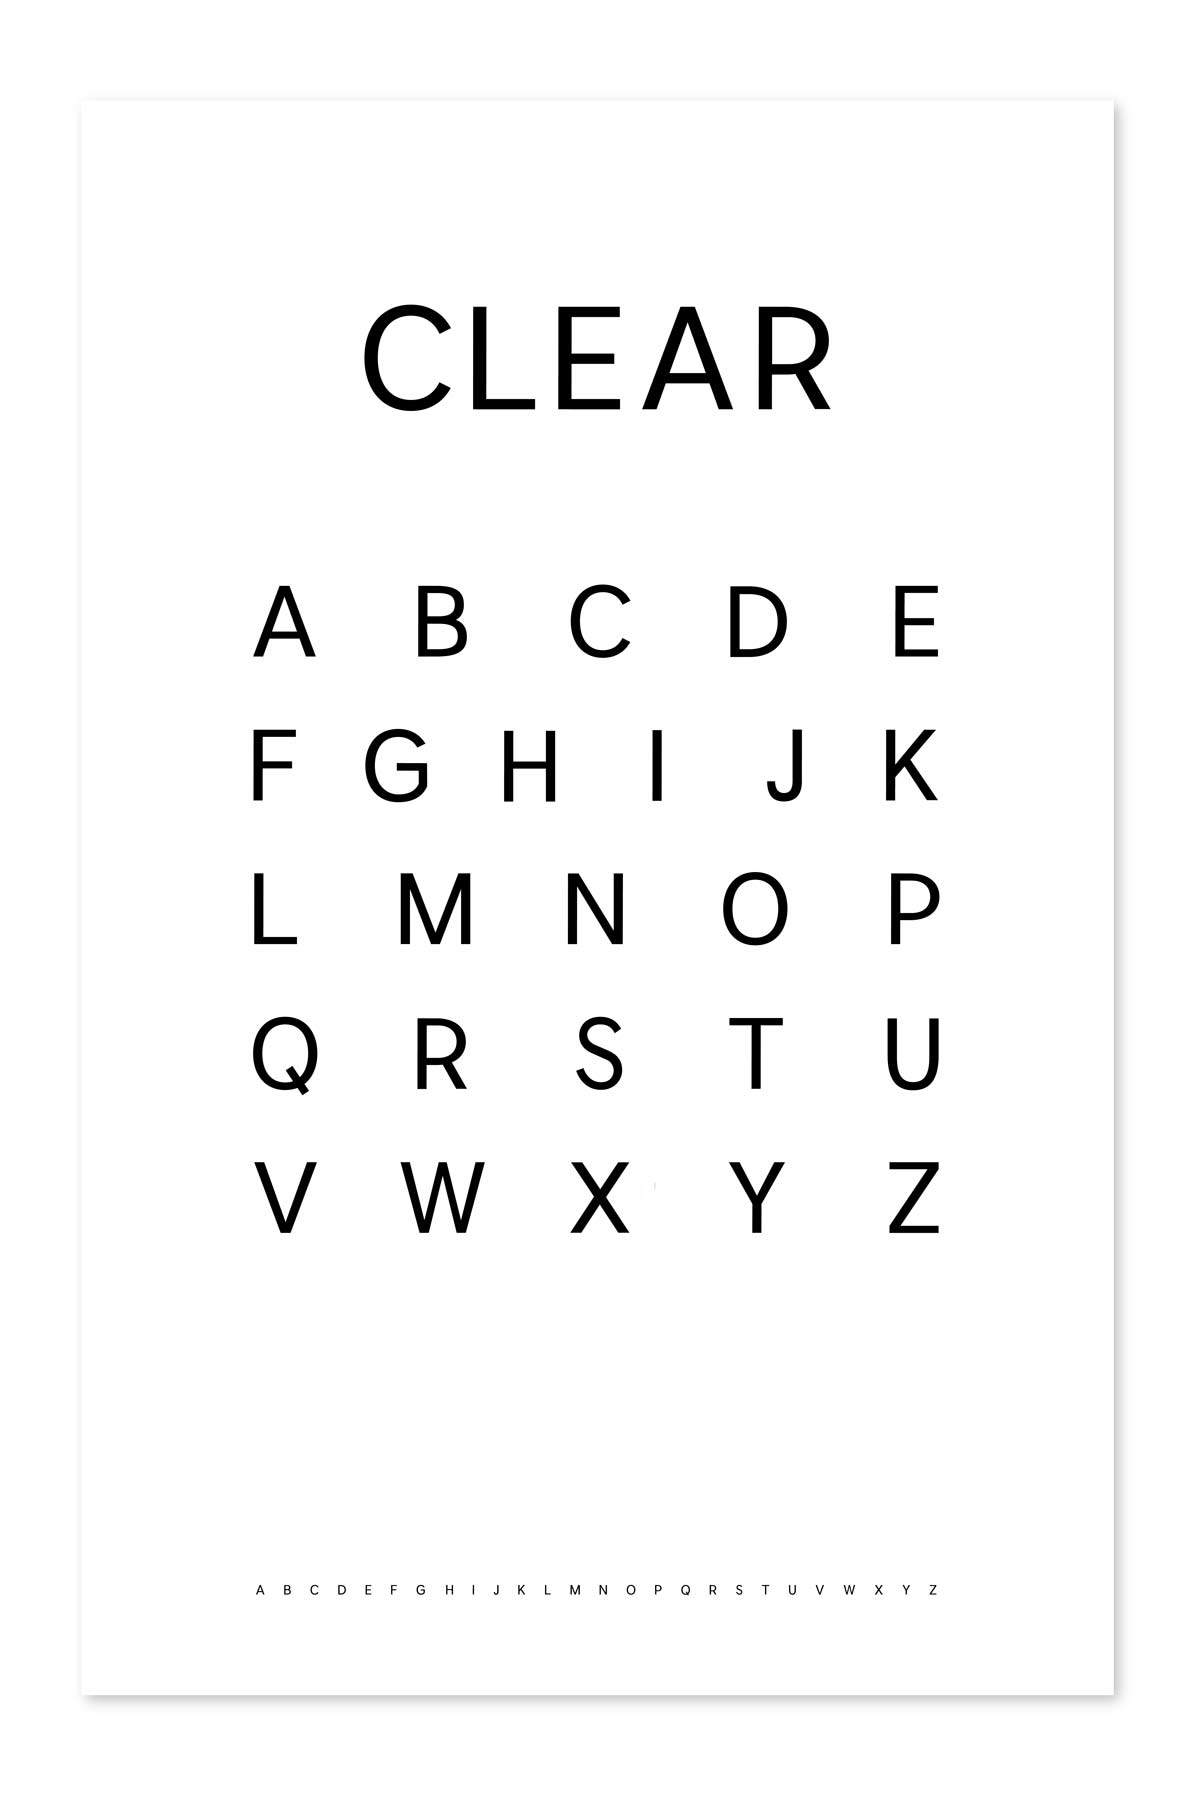 CLEAR
A B C D E
F G H I J K
L M N O P
Q R S T U
V W X Y Z
A B C D E F G H I J K L M N O P Q R S T U V W X Y Z